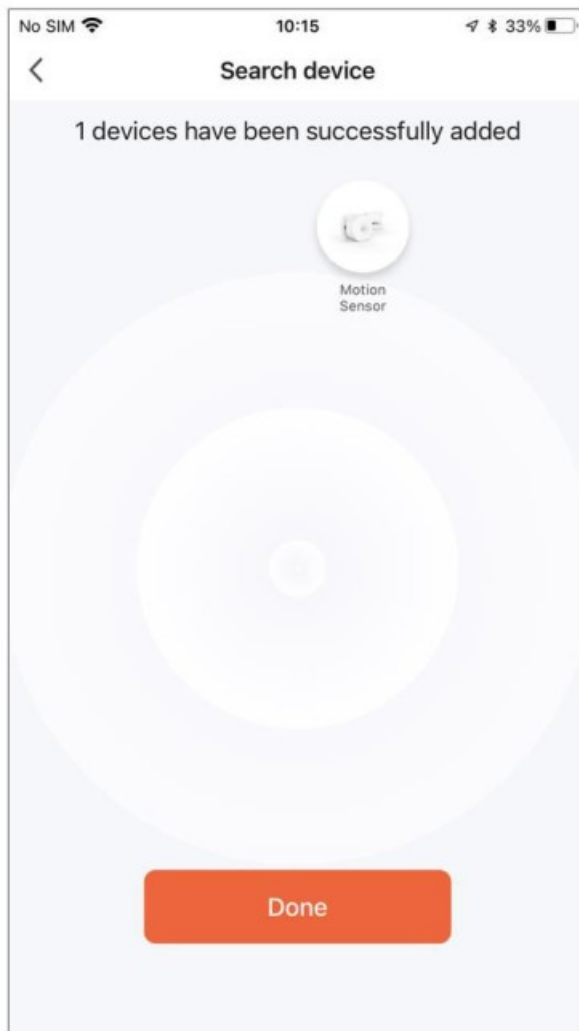 No SIM 10:15 33%
Search device
1 devices have been successfully added
Motion
Sensor
Done